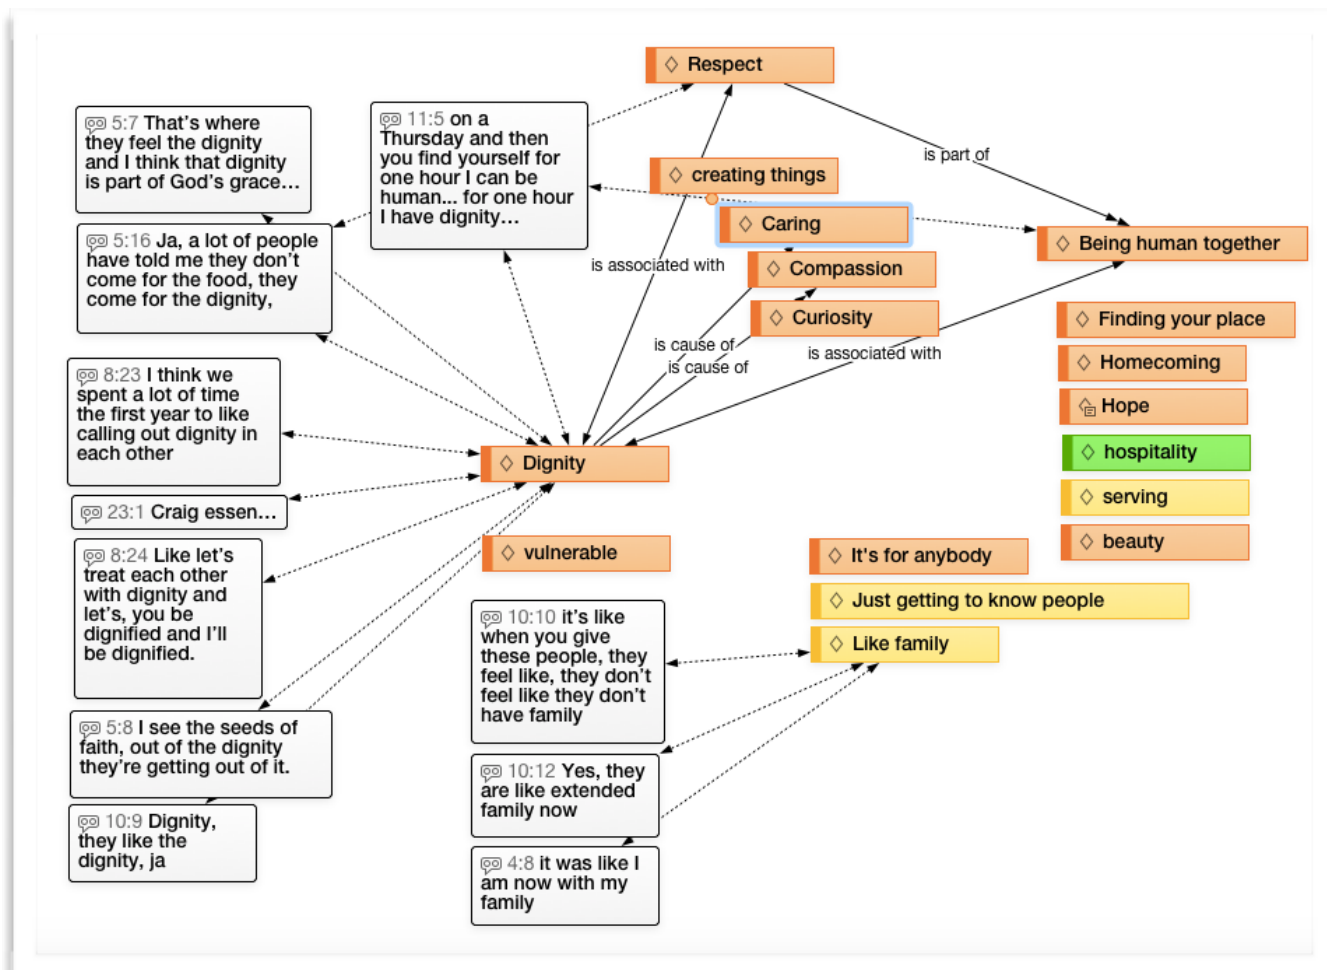 Respect
5:7 That's where
they feel the dignity
and I think that dignity
is part of God's grace...
11:5 on a
Thursday and then
you find yourself for
one hour I can be
human... for one hour
I have dignity...
is part of
creating things
Caring
5:16 Ja, a lot of people
have told me they don't
come for the food, they
come for the dignity,
Being human together
is associated with
Compassion
Curiosity
Finding your place
is cause of
is associated with
is cause of
Homecoming
8:23 I think we
spent a lot of time
the first year to like
calling out dignity in
each other
Hope
hospitality
Dignity
serving
23:1 Craig essen...
beauty
8:24 Like let's
treat each other
with dignity and
let's, you be
dignified and I'll
be dignified.
vulnerable
It's for anybody
Just getting to know people
Like family
10:10 it's like
when you give
these people, they
feel like, they don't
feel like they don't
have family
5:8 I see the seeds of
faith, out of the dignity
they're getting out of it.
10:12 Yes, they
are like extended
family now
10:9 Dignity,
they like the
dignity, ja
4:8 it was like I
am now with my
family